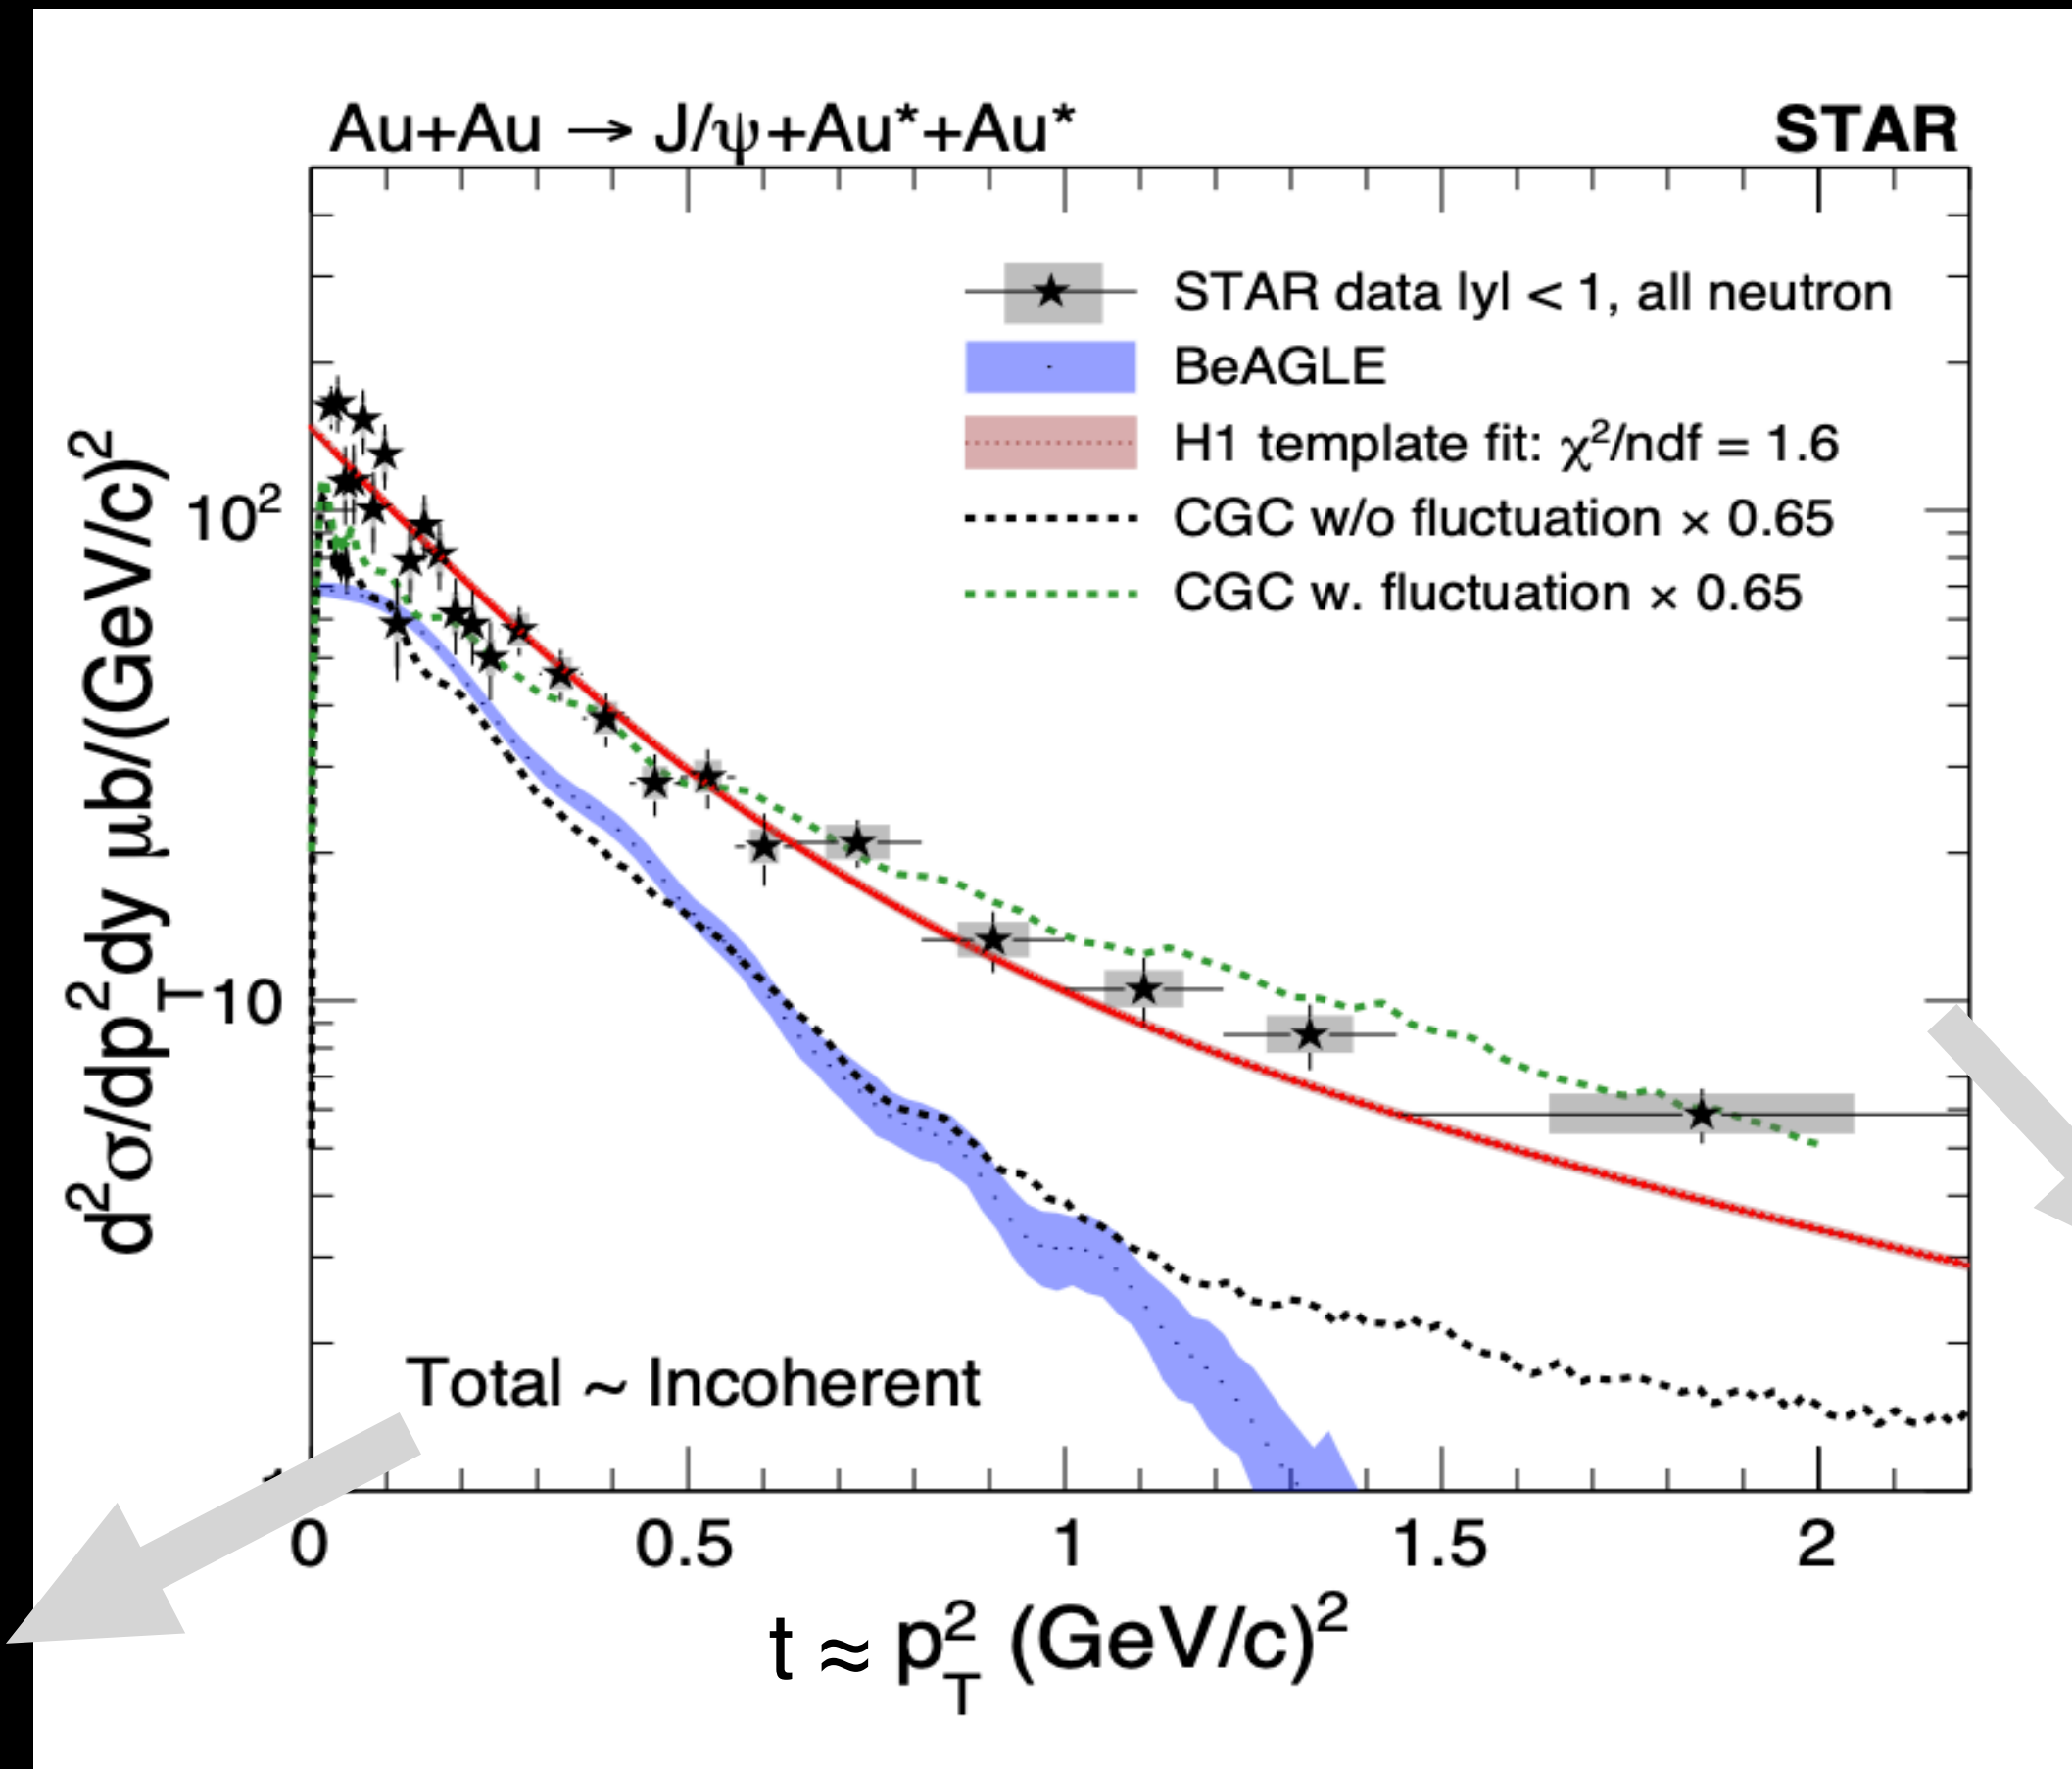 Au+Au → J/ψ+Au*+Au*
STAR
STAR data |y| < 1, all neutron
BeAGLE
H1 template fit: χ²/ndf = 1.6
CGC w/o fluctuation × 0.65
CGC w. fluctuation × 0.65
d²σ/dp²_T dy μb/(GeV/c)²
10²
10
Total ~ Incoherent
0 0.5 1 1.5 2
t ≈ p²_T (GeV/c)²